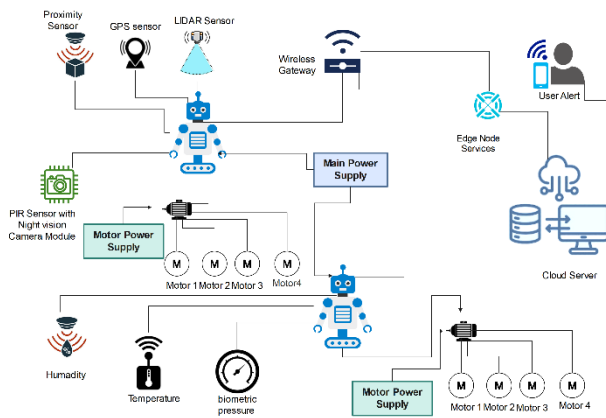 Proximity
Sensor
GPS sensor
LIDAR Sensor
Wireless
Gateway
User Alert
Edge Node
Services
Main Power
Supply
PIR Sensor with
Night vision
Camera Module
Motor Power
Supply
M
M
M
M
Motor 1
Motor 2
Motor 3
Motor4
Cloud Server
Humadity
Temperature
biometric
pressure
Motor Power
Supply
M
M
M
M
Motor 1
Motor 2
Motor 3
Motor 4